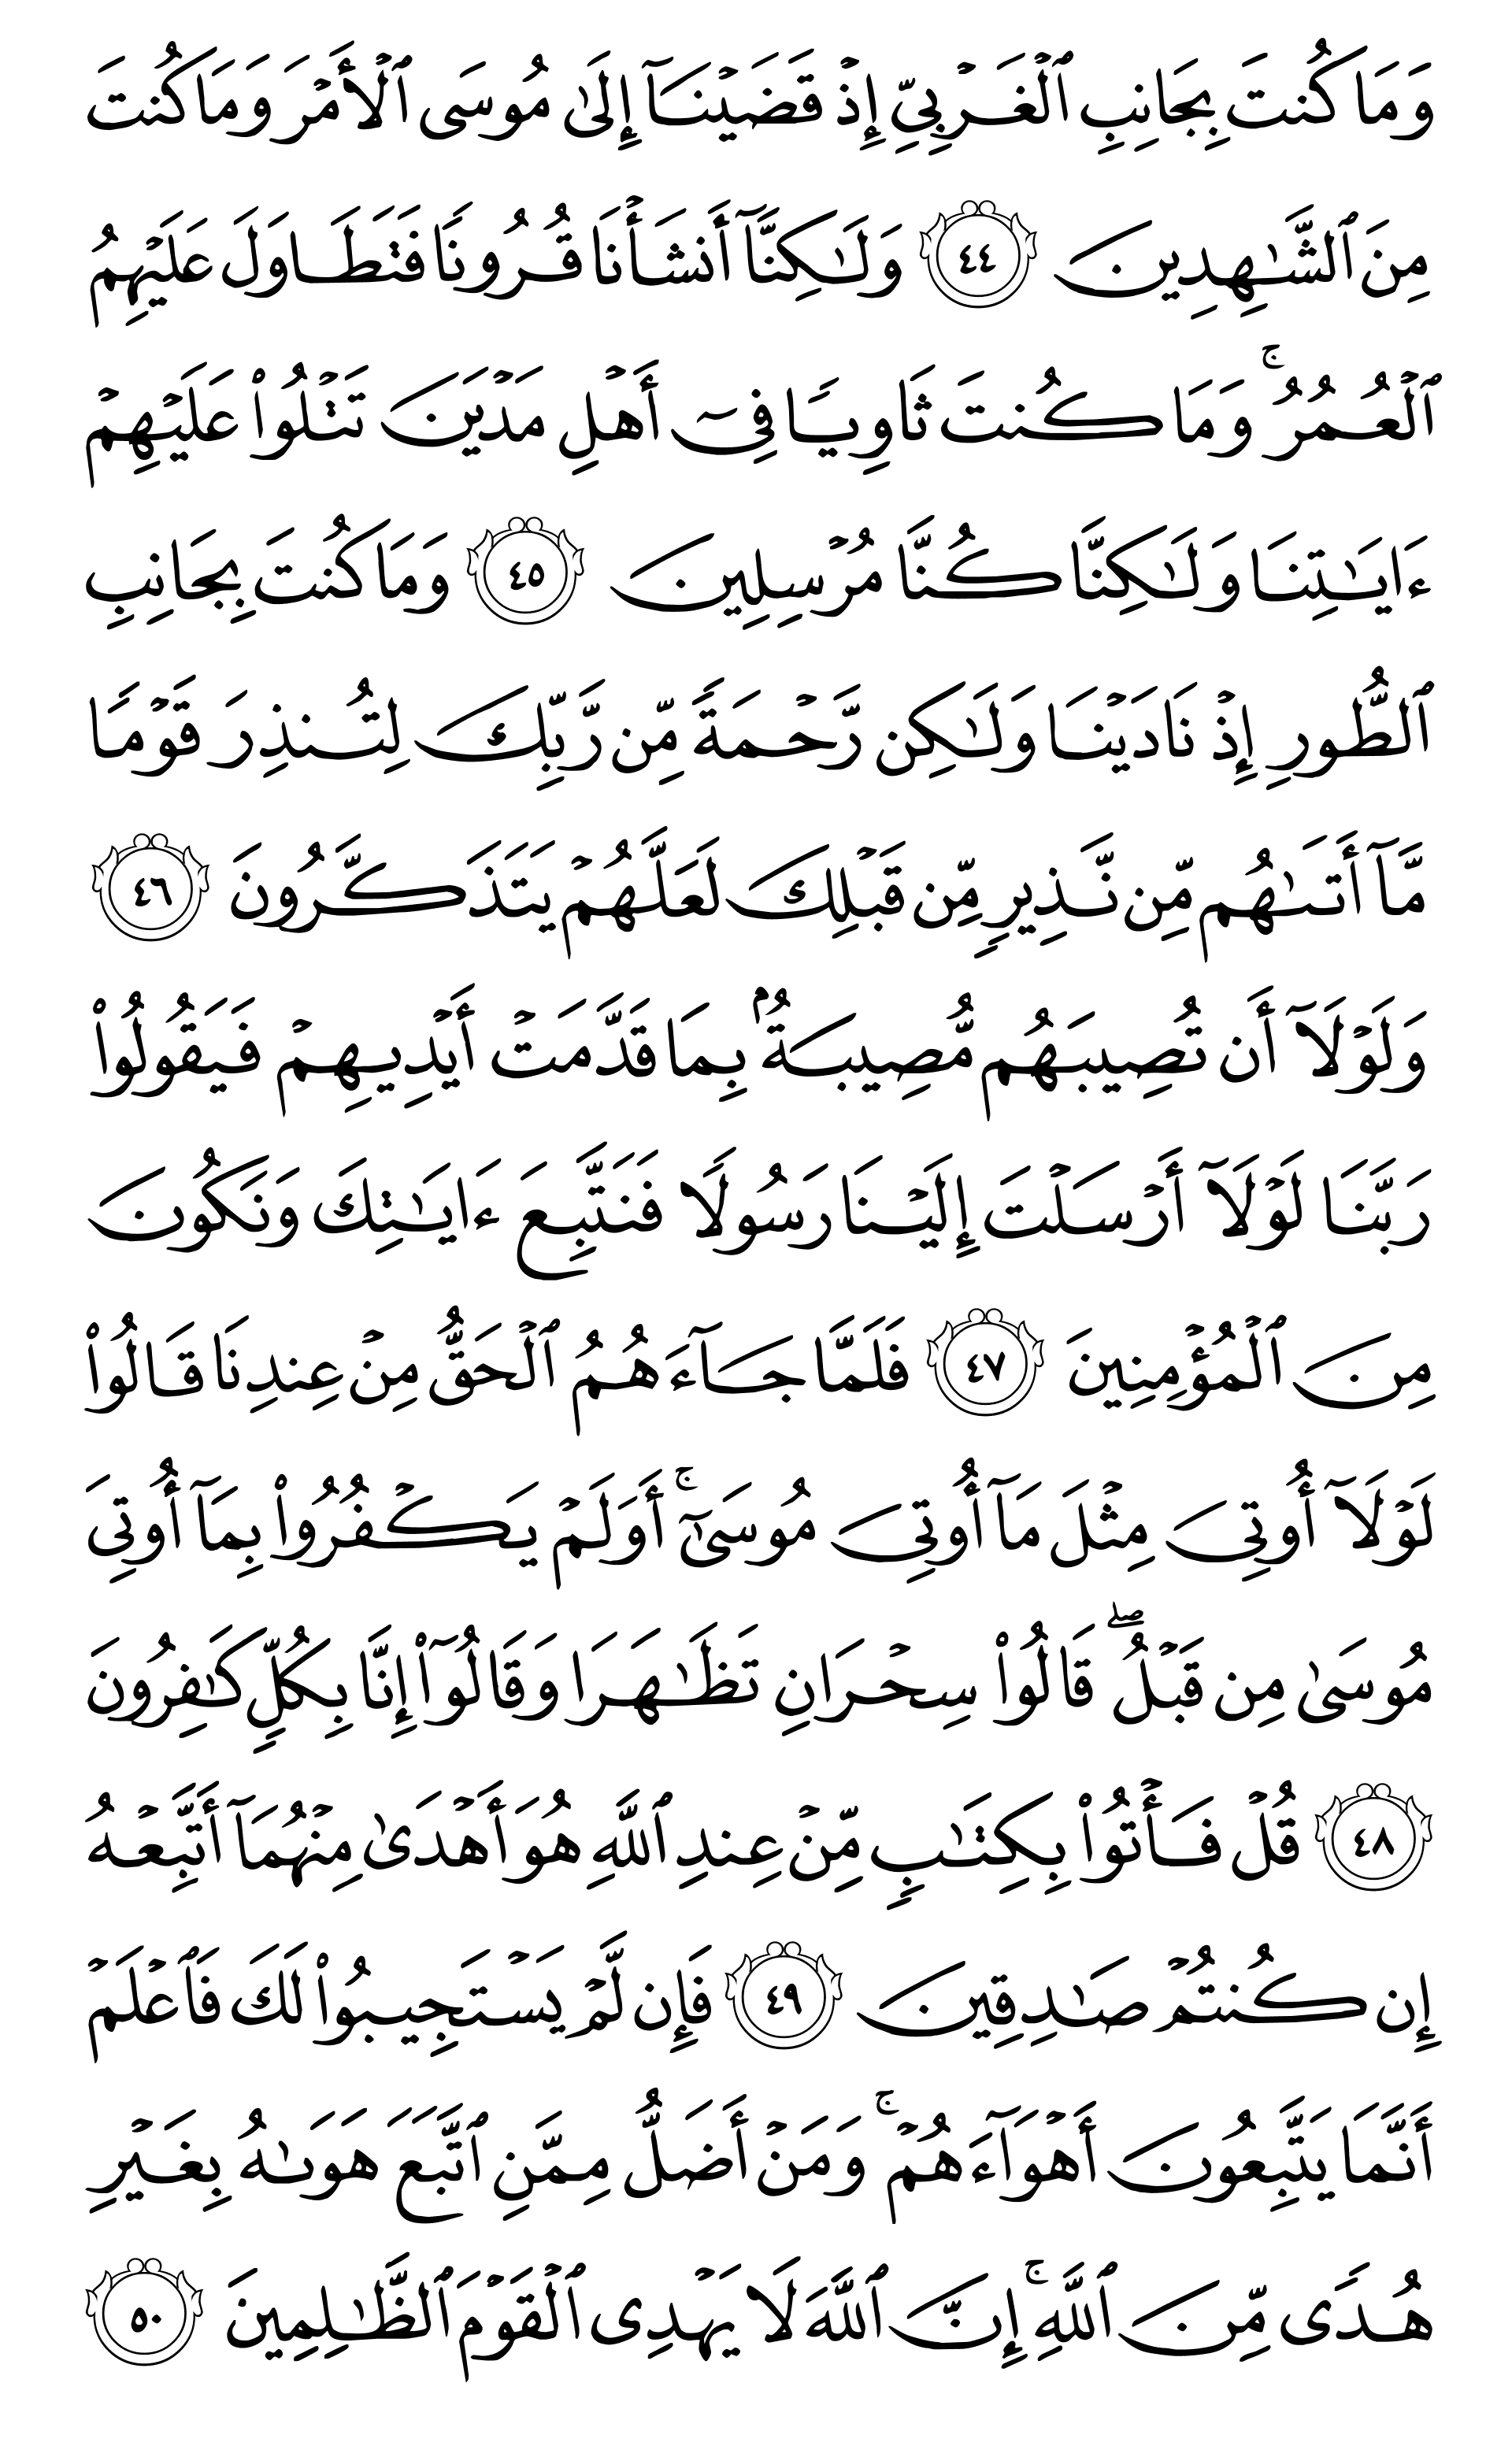 وَمَا كُنتَ بِجَانِبِ ٱلْغَرْبِيِّ إِذْ قَضَيْنَآ إِلَىٰ مُوسَى ٱلْأَمْرَ وَمَا كُنتَ
مِنَ ٱلشَّـٰهِدِينَ ٤٤ وَلَـٰكِنَّآ أَنشَأْنَا قُرُونًا فَتَطَاوَلَ عَلَيْهِمُ
ٱلْعُمُرُ ۚ وَمَا كُنتَ ثَاوِيًا فِىٓ أَهْلِ مَدْيَنَ تَتْلُوا۟ عَلَيْهِمْ
ءَايَـٰتِنَا وَلَـٰكِنَّا كُنَّا مُرْسِلِينَ ٤٥ وَمَا كُنتَ بِجَانِبِ
ٱلطُّورِ إِذْ نَادَيْنَا وَلَـٰكِن رَّحْمَةً مِّن رَّبِّكَ لِتُنذِرَ قَوْمًا
مَّآ أَتَىٰهُم مِّن نَّذِيرٍ مِّن قَبْلِكَ لَعَلَّهُمْ يَتَذَكَّرُونَ ٤٦
وَلَوْلَآ أَن تُصِيبَهُم مُّصِيبَةٌۢ بِمَا قَدَّمَتْ أَيْدِيهِمْ فَيَقُولُوا۟
رَبَّنَا لَوْلَآ أَرْسَلْتَ إِلَيْنَا رَسُولًا فَنَتَّبِعَ ءَايَـٰتِكَ وَنَكُونَ
مِنَ ٱلْمُؤْمِنِينَ ٤٧ فَلَمَّا جَآءَهُمُ ٱلْحَقُّ مِنْ عِندِنَا قَالُوا۟
لَوْلَآ أُوتِىَ مِثْلَ مَآ أُوتِىَ مُوسَىٰٓ ۚ أَوَلَمْ يَكْفُرُوا۟ بِمَآ أُوتِىَ
مُوسَىٰ مِن قَبْلُ ۖ قَالُوا۟ سِحْرَانِ تَظَـٰهَرَا وَقَالُوٓا۟ إِنَّا بِكُلٍّ كَـٰفِرُونَ
٤٨ قُلْ فَأْتُوا۟ بِكِتَـٰبٍ مِّنْ عِندِ ٱللَّهِ هُوَ أَهْدَىٰ مِنْهُمَآ أَتَّبِعْهُ
إِن كُنتُمْ صَـٰدِقِينَ ٤٩ فَإِن لَّمْ يَسْتَجِيبُوا۟ لَكَ فَٱعْلَمْ
أَنَّمَا يَتَّبِعُونَ أَهْوَآءَهُمْ ۚ وَمَنْ أَضَلُّ مِمَّنِ ٱتَّبَعَ هَوَىٰهُ بِغَيْرِ
هُدًى مِّنَ ٱللَّهِ ۚ إِنَّ ٱللَّهَ لَا يَهْدِى ٱلْقَوْمَ ٱلظَّـٰلِمِينَ ٥٠